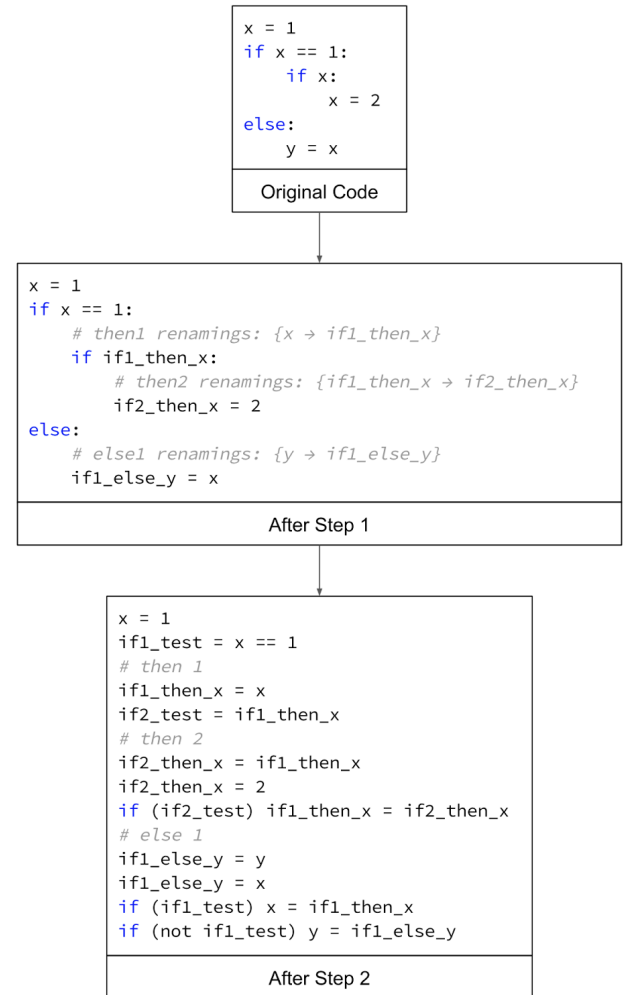 x = 1
if x == 1:
    if x:
        x = 2
else:
    y = x
Original Code
x = 1
if x == 1:
    # then1 renamings: {x → if1_then_x}
    if if1_then_x:
        # then2 renamings: {if1_then_x → if2_then_x}
        if2_then_x = 2
else:
    # else1 renamings: {y → if1_else_y}
    if1_else_y = x
After Step 1
x = 1
if1_test = x == 1
# then 1
if1_then_x = x
if2_test = if1_then_x
# then 2
if2_then_x = if1_then_x
if2_then_x = 2
if (if2_test) if1_then_x = if2_then_x
# else 1
if1_else_y = y
if1_else_y = x
if (if1_test) x = if1_then_x
if (not if1_test) y = if1_else_y
After Step 2